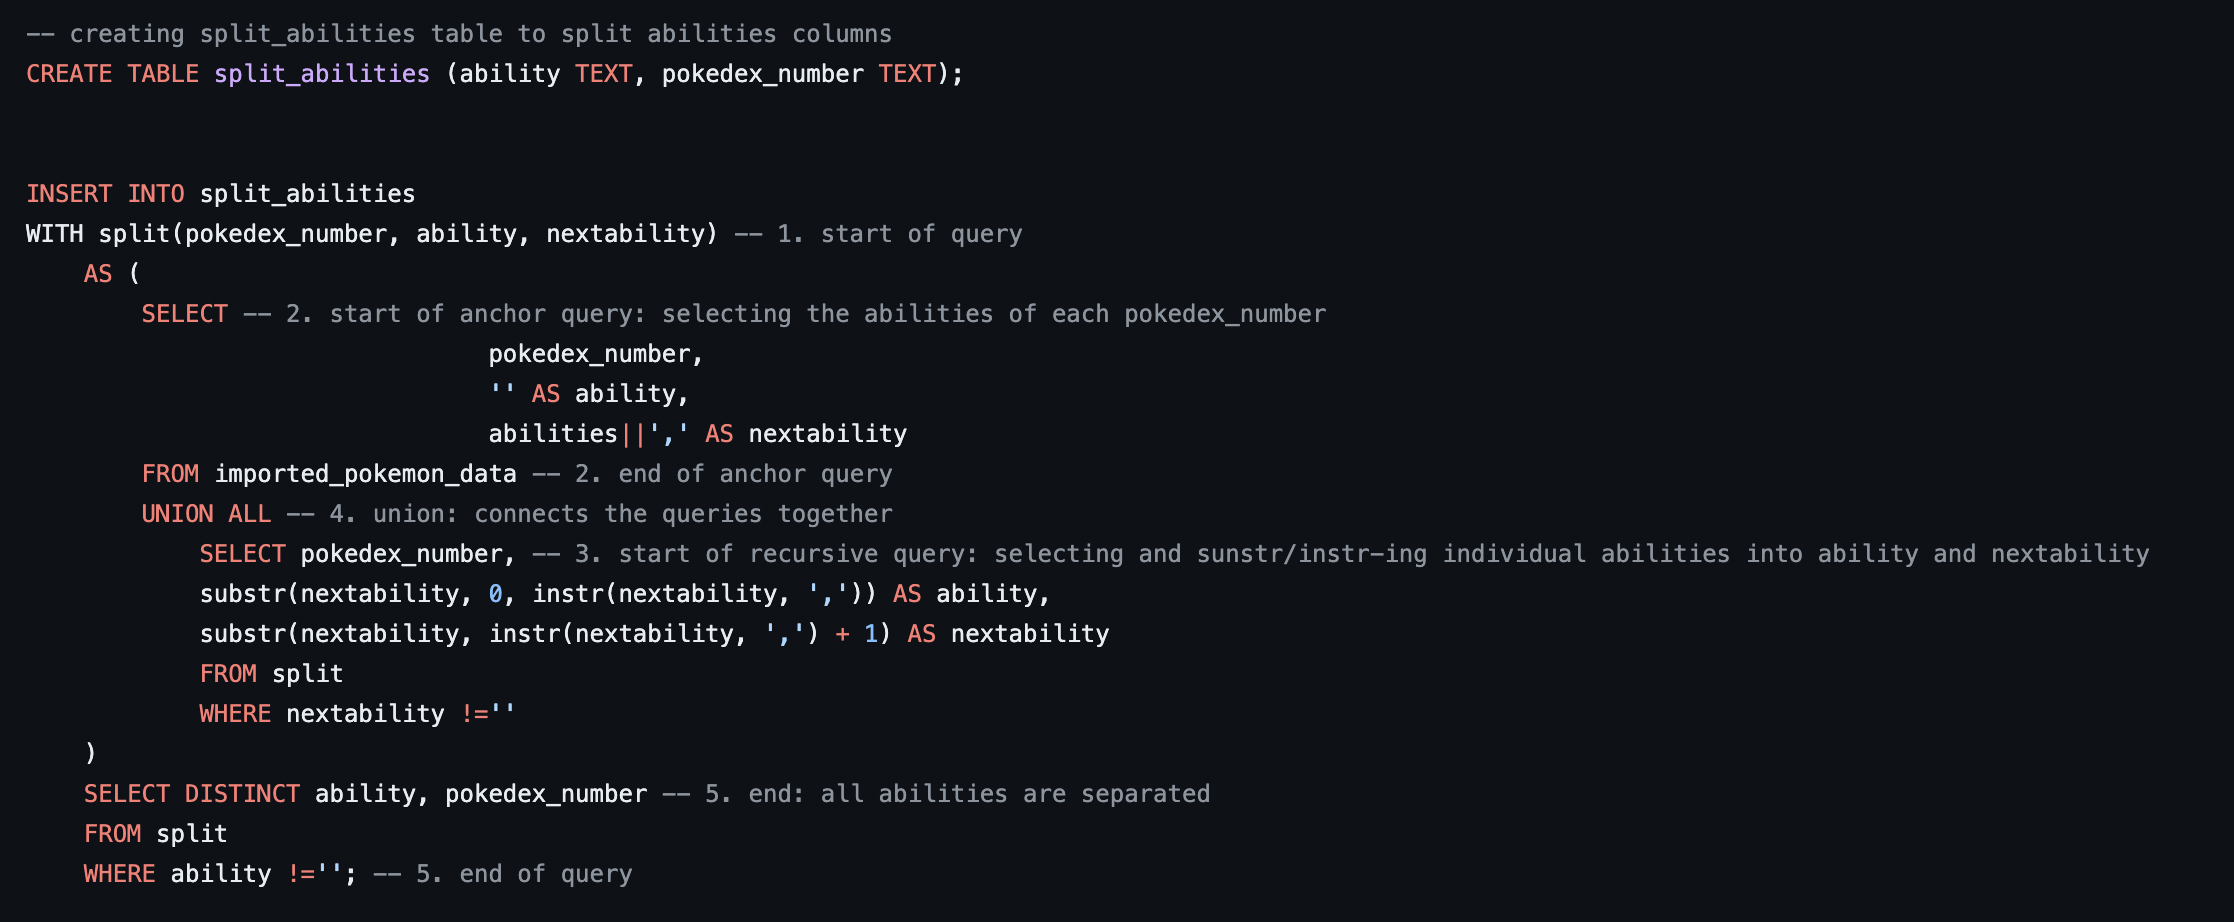 -- creating split_abilities table to split abilities columns
CREATE TABLE split_abilities (ability TEXT, pokedex_number TEXT);
INSERT INTO split_abilities
WITH split(pokedex_number, ability, nextability) -- 1. start of query
AS (
SELECT -- 2. start of anchor query: selecting the abilities of each pokedex_number
pokedex_number,
'' AS ability,
abilities||',' AS nextability
FROM imported_pokemon_data -- 2. end of anchor query
UNION ALL -- 4. union: connects the queries together
SELECT pokedex_number, -- 3. start of recursive query: selecting and sunstr/instr-ing individual abilities into ability and nextability
substr(nextability, 0, instr(nextability, ',')) AS ability,
substr(nextability, instr(nextability, ',') + 1) AS nextability
FROM split
WHERE nextability !=''
)
SELECT DISTINCT ability, pokedex_number -- 5. end: all abilities are separated
FROM split
WHERE ability !=''; -- 5. end of query